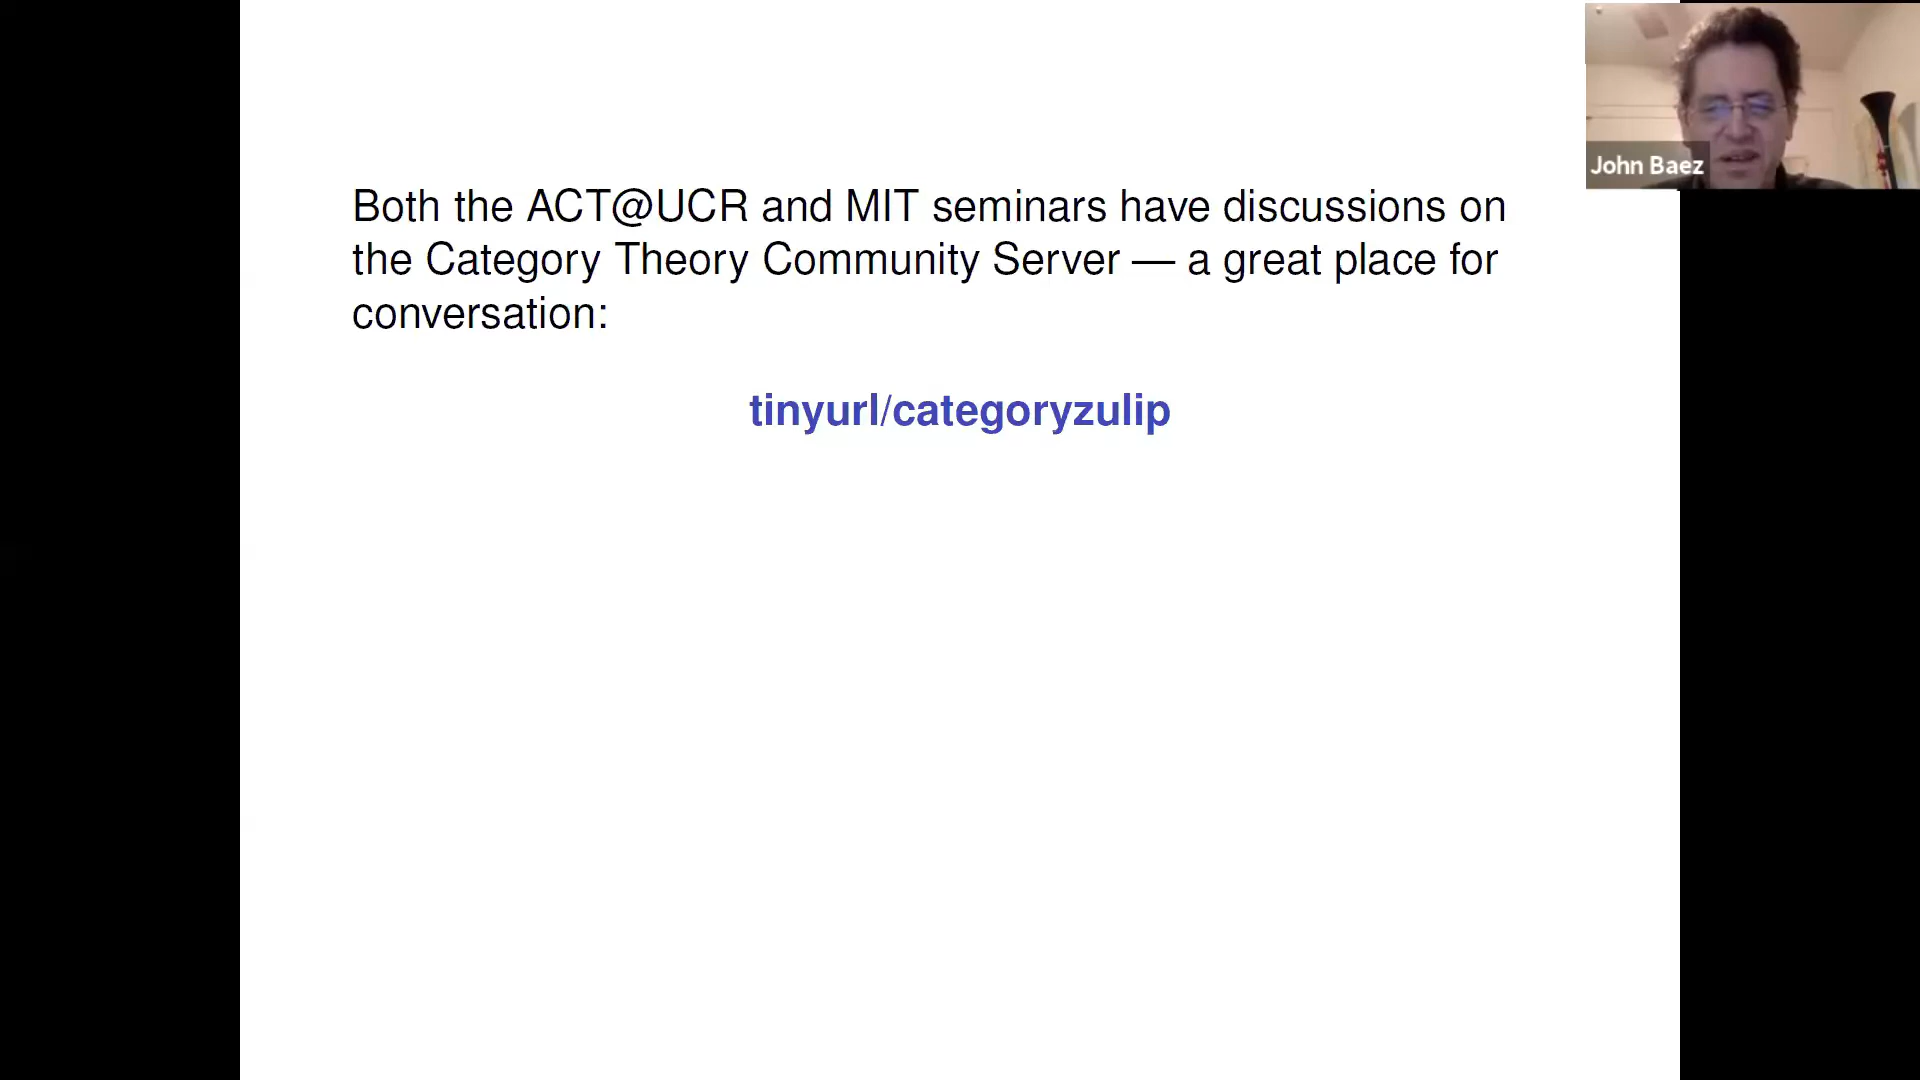 Both the ACT@UCR and MIT seminars have discussions on
the Category Theory Community Server — a great place for
conversation:
tinyurl/categoryzulip
John Baez